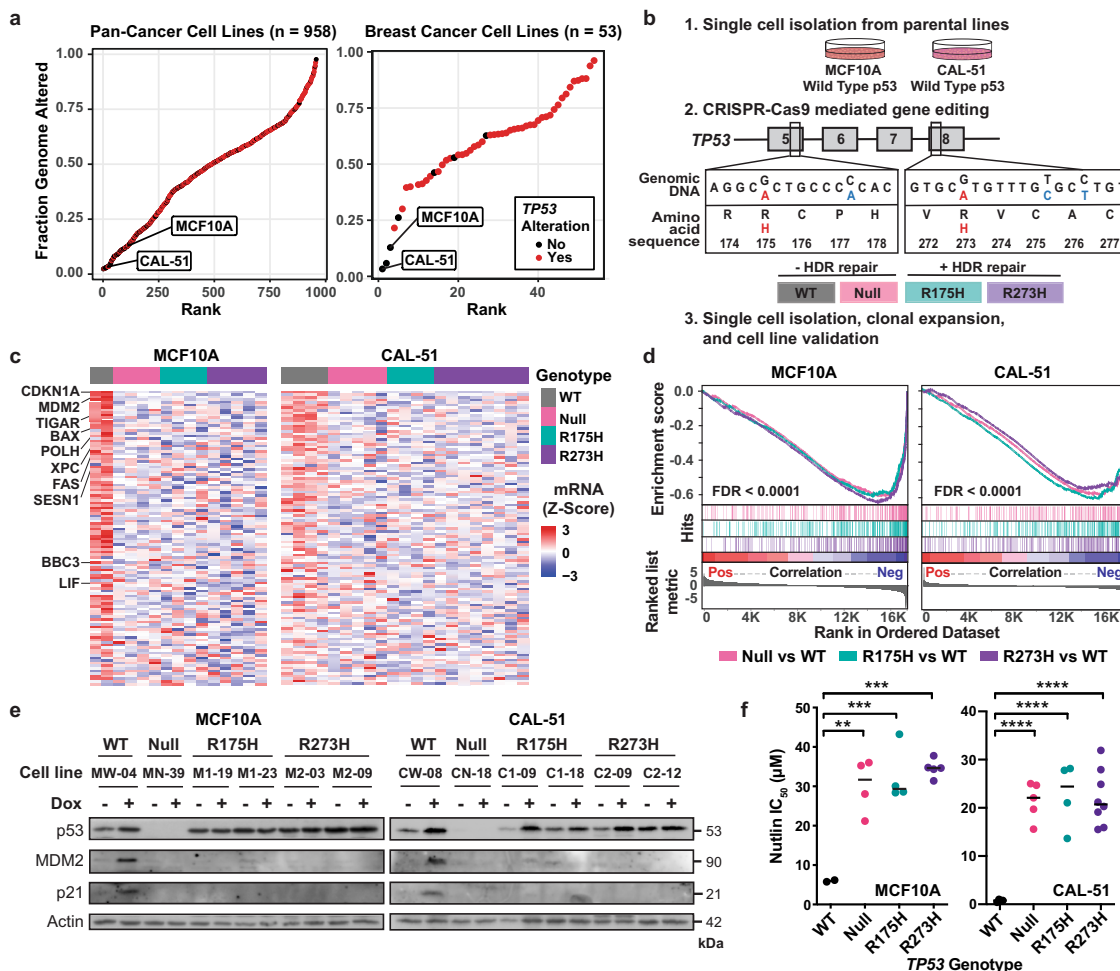 a
Pan-Cancer Cell Lines (n = 958)
Breast Cancer Cell Lines (n = 53)
Fraction Genome Altered
1.00
0.75
0.50
0.25
0.00
MCF10A
CAL-51
0 250 500 750 1000
Rank
1.00
0.75
0.50
0.25
0.00
MCF10A
CAL-51
TP53
Alteration
No
Yes
0 20 40
Rank
b
1. Single cell isolation from parental lines
MCF10A
Wild Type p53
CAL-51
Wild Type p53
2. CRISPR-Cas9 mediated gene editing
TP53
5 6 7 8
Genomic
DNA
A G G C G C T G C C C C C A C
A A
G T G C G T G T T T G T G C C T G T
A C T
Amino
acid
sequence
R R C P H
H
174 175 176 177 178
V R V C A C
H
272 273 274 275 276 277
- HDR repair
+ HDR repair
WT Null R175H R273H
3. Single cell isolation, clonal expansion,
and cell line validation
c
MCF10A
CAL-51
CDKN1A
MDM2
TIGAR
BAX
POLH
XPC
FAS
SESN1
BBC3
LIF
Genotype
WT
Null
R175H
R273H
mRNA
(Z-Score)
3
0
−3
d
MCF10A
CAL-51
Enrichment score
0.0
-0.2
-0.4
-0.6
FDR < 0.0001
FDR < 0.0001
Hits
Ranked list
metric
5
0
-5
Pos Correlation Neg
Pos Correlation Neg
0 4K 8K 12K 16K
0 4K 8K 12K 16K
Rank in Ordered Dataset
Null vs WT R175H vs WT R273H vs WT
e
MCF10A
CAL-51
WT Null R175H R273H
WT Null R175H R273H
Cell line
MW-04 MN-39 M1-19 M1-23 M2-03 M2-09
CW-08 CN-18 C1-09 C1-18 C2-09 C2-12
Dox
- + - + - + - + - + - +
- + - + - + - + - + - +
p53
53
MDM2
90
p21
21
Actin
42
kDa
f
Nutlin IC50 (µM)
50
40
30
20
10
0
***
***
**
MCF10A
WT Null R175H R273H
40
30
20
10
0
****
****
****
CAL-51
WT Null R175H R273H
TP53 Genotype